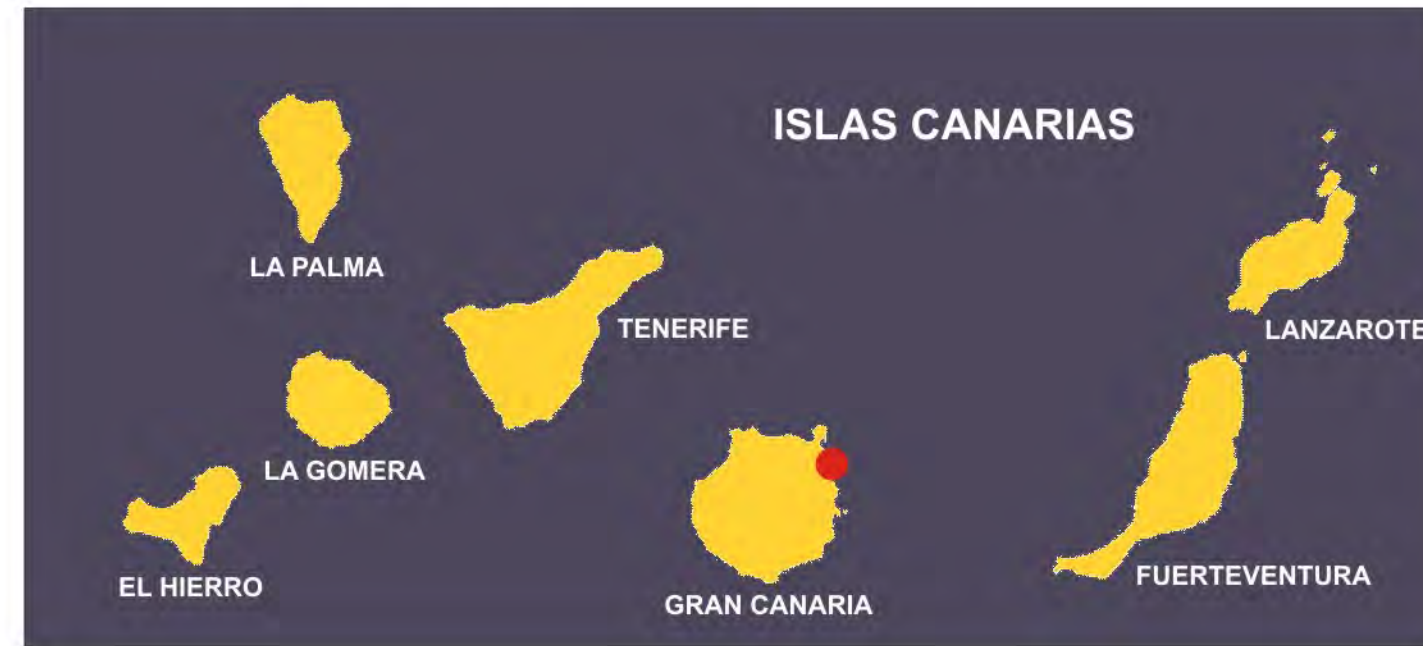 ISLAS CANARIAS
LA PALMA
TENERIFE
LANZAROTE
LA GOMERA
EL HIERRO
GRAN CANARIA
FUERTEVENTURA